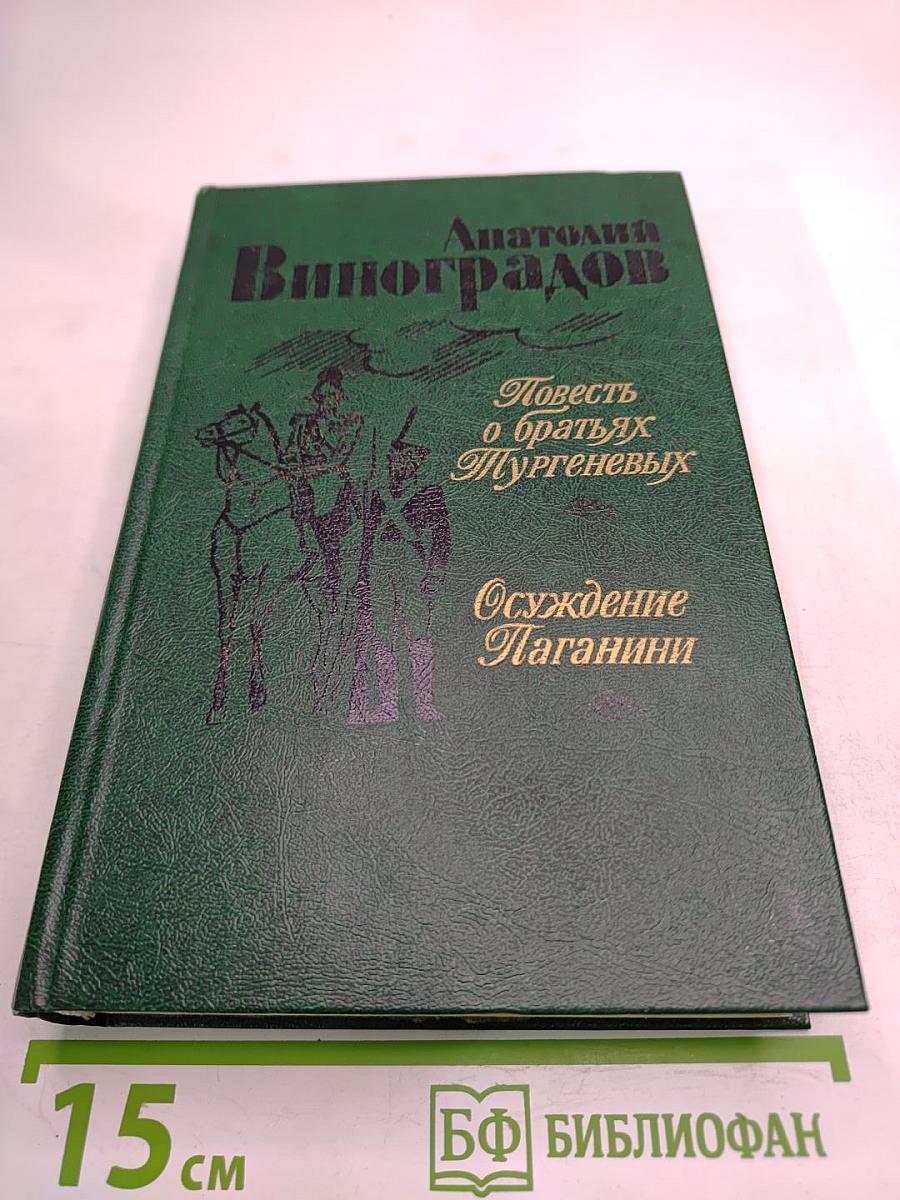 Анатолий
Виноградов
Повесть
о братьях
Тургеневых
Осуждение
Паганини
15 см
БФ БИБЛИОФАН